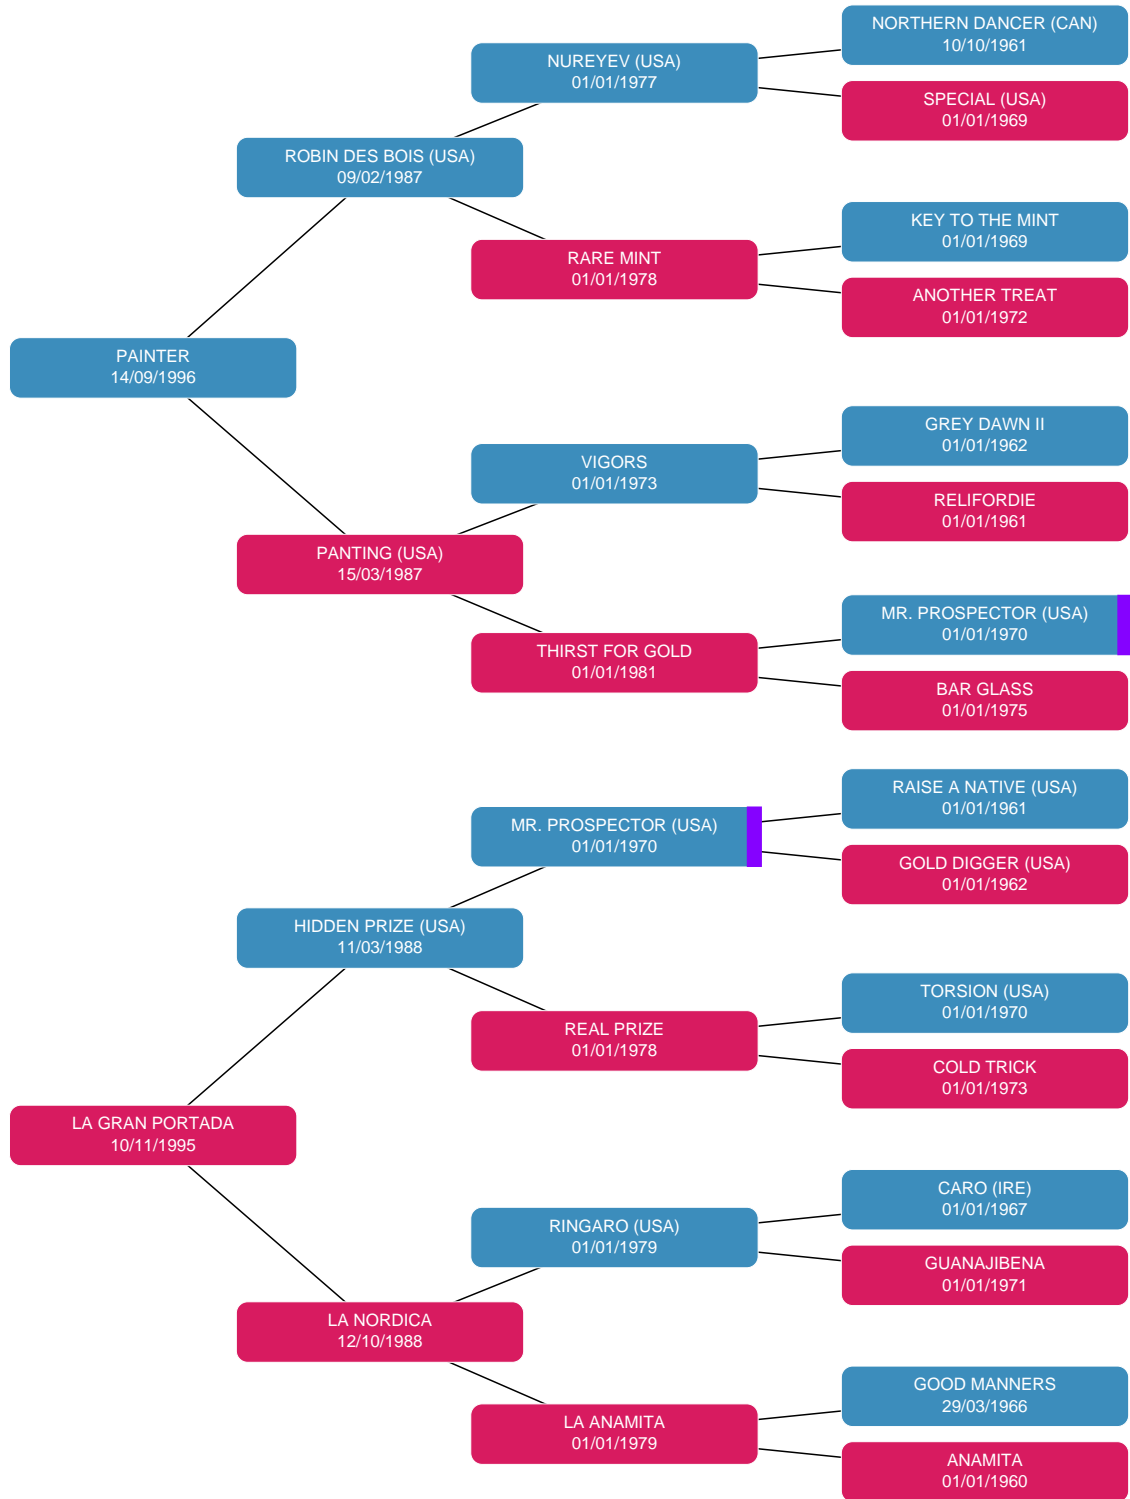 NORTHERN DANCER (CAN)
10/10/1961
NUREYEV (USA)
01/01/1977
SPECIAL (USA)
01/01/1969
ROBIN DES BOIS (USA)
09/02/1987
KEY TO THE MINT
01/01/1969
RARE MINT
01/01/1978
ANOTHER TREAT
01/01/1972
PAINTER
14/09/1996
GREY DAWN II
01/01/1962
VIGORS
01/01/1973
RELIFORDIE
01/01/1961
PANTING (USA)
15/03/1987
MR. PROSPECTOR (USA)
01/01/1970
THIRST FOR GOLD
01/01/1981
BAR GLASS
01/01/1975
RAISE A NATIVE (USA)
01/01/1961
MR. PROSPECTOR (USA)
01/01/1970
GOLD DIGGER (USA)
01/01/1962
HIDDEN PRIZE (USA)
11/03/1988
TORSION (USA)
01/01/1970
REAL PRIZE
01/01/1978
COLD TRICK
01/01/1973
LA GRAN PORTADA
10/11/1995
CARO (IRE)
01/01/1967
RINGARO (USA)
01/01/1979
GUANAJIBENA
01/01/1971
LA NORDICA
12/10/1988
GOOD MANNERS
29/03/1966
LA ANAMITA
01/01/1979
ANAMITA
01/01/1960